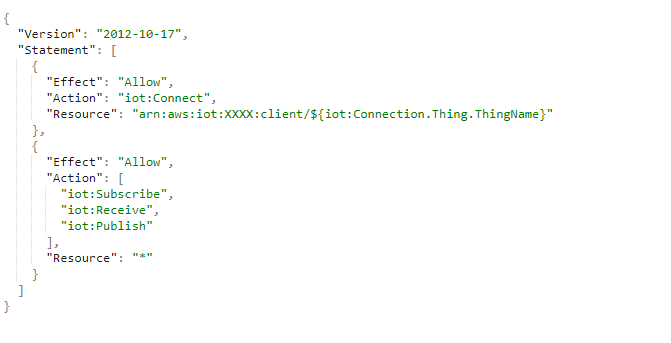 {
  "Version": "2012-10-17",
  "Statement": [
    {
      "Effect": "Allow",
      "Action": "iot:Connect",
      "Resource": "arn:aws:iot:XXXX:client/${iot:Connection.Thing.ThingName}"
    },
    {
      "Effect": "Allow",
      "Action": [
        "iot:Subscribe",
        "iot:Receive",
        "iot:Publish"
      ],
      "Resource": "*"
    }
  ]
}